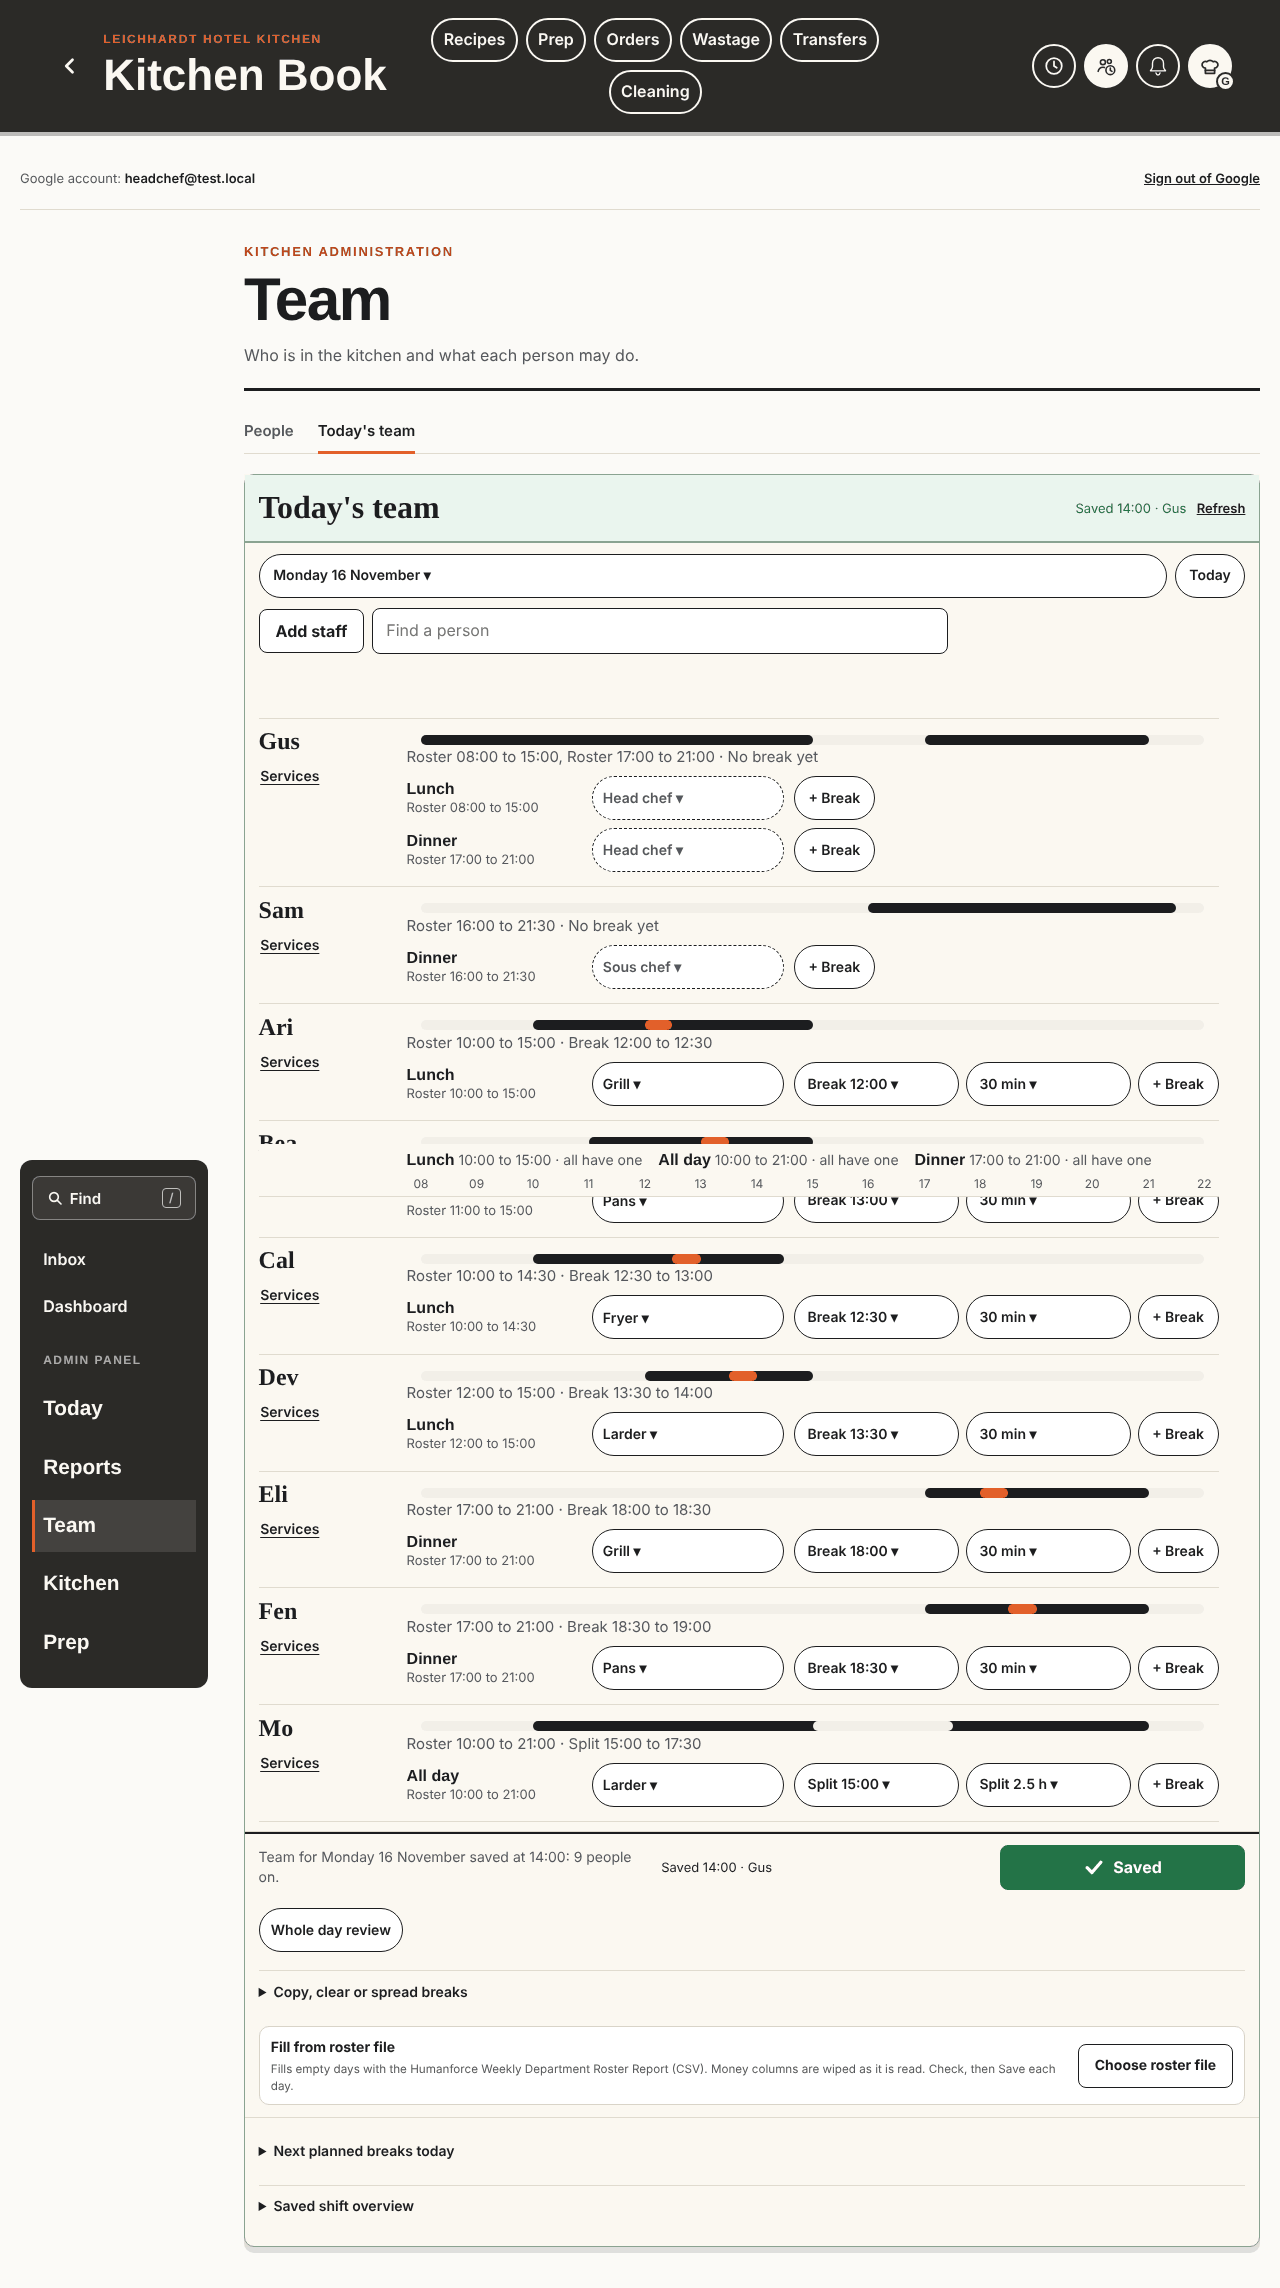 LEICHHARDT HOTEL KITCHEN
Kitchen Book
Recipes Prep Orders Wastage Transfers
Cleaning
G
Google account: headchef@test.local
Sign out of Google
KITCHEN ADMINISTRATION
Team
Who is in the kitchen and what each person may do.
People Today's team
Today's team
Saved 14:00 · Gus Refresh
Monday 16 November ▾ Today
Add staff Find a person
Gus
Services
Roster 08:00 to 15:00, Roster 17:00 to 21:00 · No break yet
Lunch
Roster 08:00 to 15:00
Head chef ▾ + Break
Dinner
Roster 17:00 to 21:00
Head chef ▾ + Break
Sam
Services
Roster 16:00 to 21:30 · No break yet
Dinner
Roster 16:00 to 21:30
Sous chef ▾ + Break
Ari
Services
Roster 10:00 to 15:00 · Break 12:00 to 12:30
Lunch
Roster 10:00 to 15:00
Grill ▾ Break 12:00 ▾ 30 min ▾ + Break
Bea
Lunch 10:00 to 15:00 · all have one All day 10:00 to 21:00 · all have one Dinner 17:00 to 21:00 · all have one
08 09 10 11 12 13 14 15 16 17 18 19 20 21 22
Roster 11:00 to 15:00
Pans ▾ Break 13:00 ▾ 30 min ▾ + Break
Cal
Services
Roster 10:00 to 14:30 · Break 12:30 to 13:00
Lunch
Roster 10:00 to 14:30
Fryer ▾ Break 12:30 ▾ 30 min ▾ + Break
Dev
Services
Roster 12:00 to 15:00 · Break 13:30 to 14:00
Lunch
Roster 12:00 to 15:00
Larder ▾ Break 13:30 ▾ 30 min ▾ + Break
Eli
Services
Roster 17:00 to 21:00 · Break 18:00 to 18:30
Dinner
Roster 17:00 to 21:00
Grill ▾ Break 18:00 ▾ 30 min ▾ + Break
Fen
Services
Roster 17:00 to 21:00 · Break 18:30 to 19:00
Dinner
Roster 17:00 to 21:00
Pans ▾ Break 18:30 ▾ 30 min ▾ + Break
Mo
Services
Roster 10:00 to 21:00 · Split 15:00 to 17:30
All day
Roster 10:00 to 21:00
Larder ▾ Split 15:00 ▾ Split 2.5 h ▾ + Break
Team for Monday 16 November saved at 14:00: 9 people
on.
Saved 14:00 · Gus
Saved
Whole day review
Copy, clear or spread breaks
Fill from roster file
Fills empty days with the Humanforce Weekly Department Roster Report (CSV). Money columns are wiped as it is read. Check, then Save each
day.
Choose roster file
Next planned breaks today
Saved shift overview
Find /
Inbox
Dashboard
ADMIN PANEL
Today
Reports
Team
Kitchen
Prep